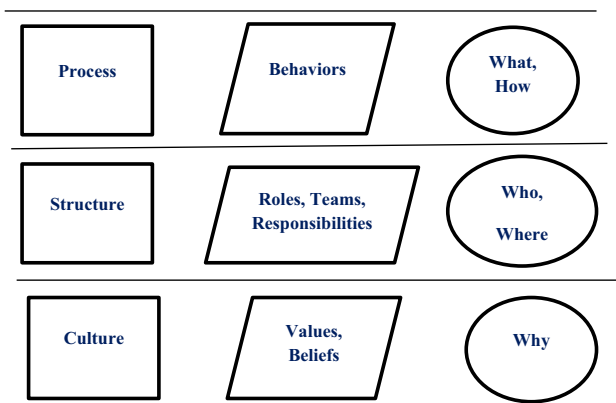 Process
Behaviors
What,
How
Structure
Roles, Teams,
Responsibilities
Who,
Where
Culture
Values,
Beliefs
Why